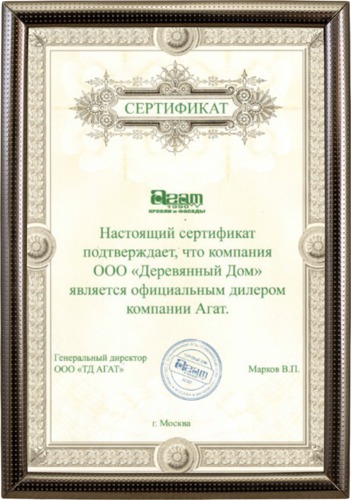 СЕРТИФИКАТ
Агат
КРОВЛИ и ФАСАДЫ
Настоящий сертификат
подтверждает, что компания
ООО «Деревянный Дом»
является официальным дилером
компании Агат.
Генеральный директор
ООО «ТД АГАТ»
Марков В.П.
г. Москва